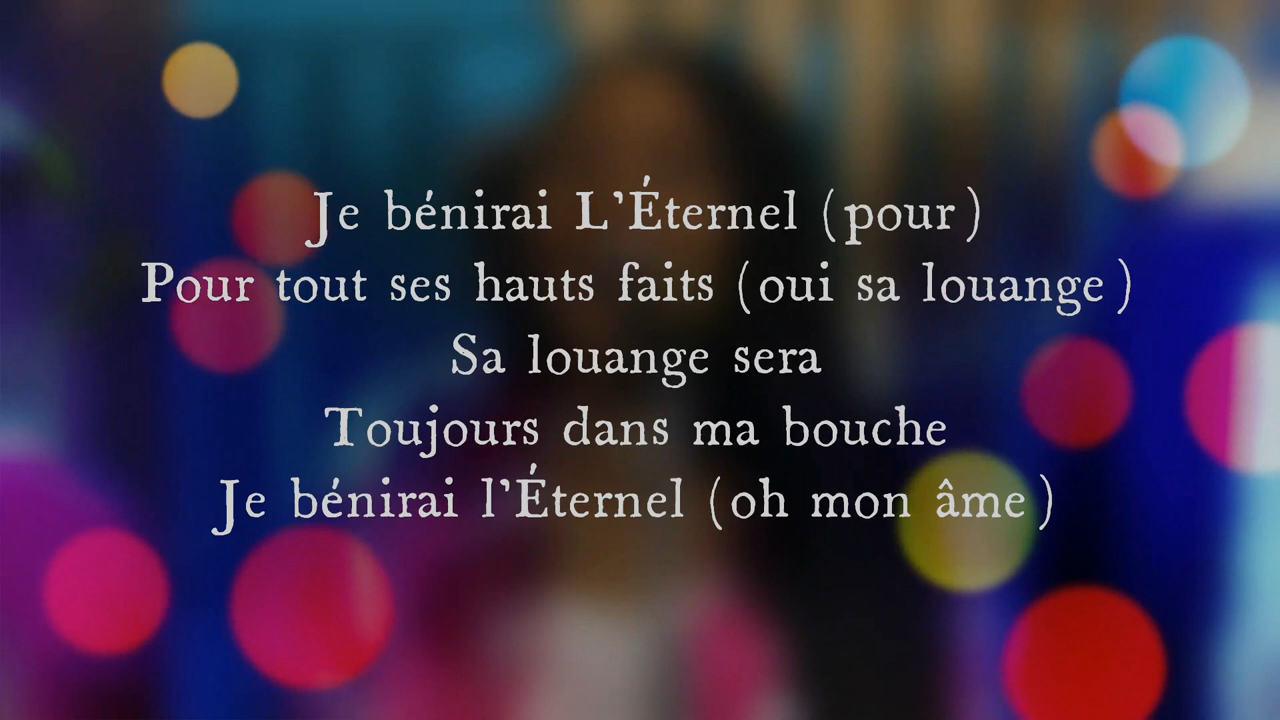 Je bénirai L'Éternel (pour)
Pour tout ses hauts faits (oui sa louange)
Sa louange sera
Toujours dans ma bouche
Je bénirai l'Éternel (oh mon âme)